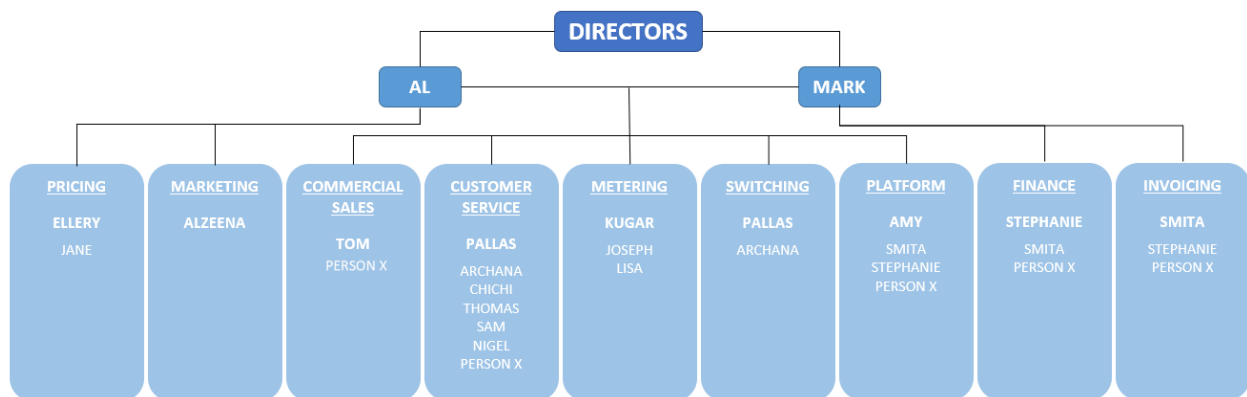 DIRECTORS
AL
MARK
PRICING
ELLERY
JANE
MARKETING
ALZEENA
COMMERCIAL
SALES
TOM
PERSON X
CUSTOMER
SERVICE
PALLAS
ARCHANA
CHICHI
THOMAS
SAM
NIGEL
PERSON X
METERING
KUGAR
JOSEPH
LISA
SWITCHING
PALLAS
ARCHANA
PLATFORM
AMY
SMITA
STEPHANIE
PERSON X
FINANCE
STEPHANIE
SMITA
PERSON X
INVOICING
SMITA
STEPHANIE
PERSON X